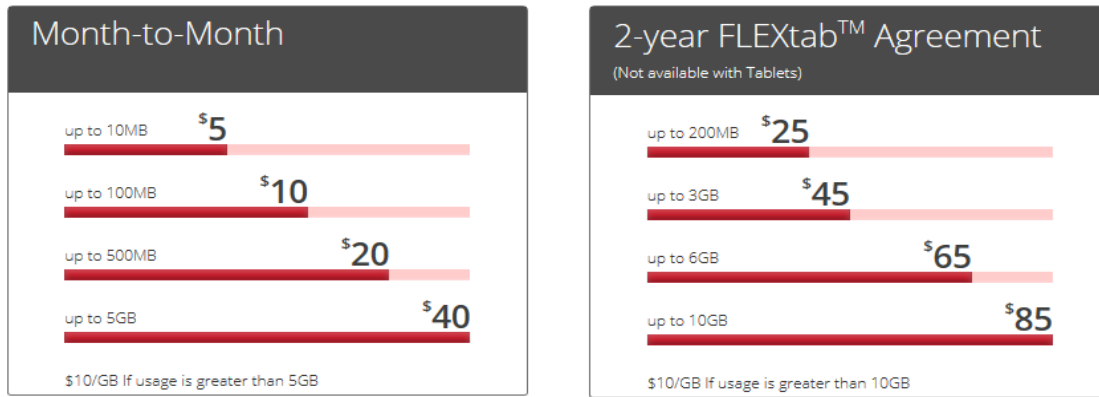 Month-to-Month
up to 10MB $5
up to 100MB $10
up to 500MB $20
up to 5GB $40
$10/GB If usage is greater than 5GB
2-year FLEXtab™ Agreement
(Not available with Tablets)
up to 200MB $25
up to 3GB $45
up to 6GB $65
up to 10GB $85
$10/GB If usage is greater than 10GB